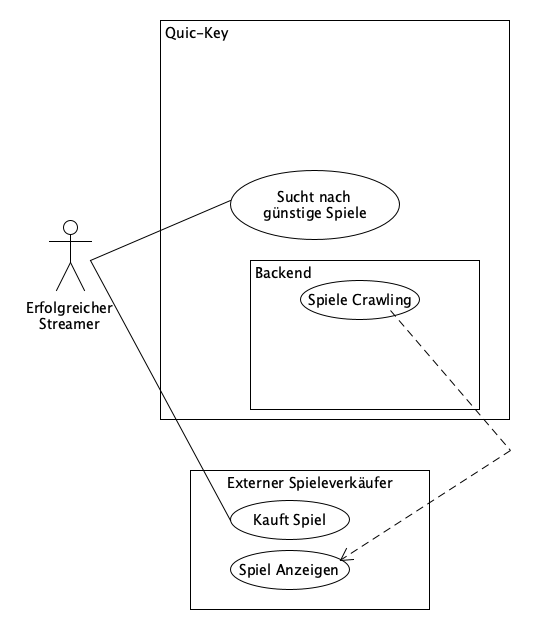 Quic-Key
Sucht nach
günstige Spiele
Backend
Spiele Crawling
Erfolgreicher
Streamer
Externer Spieleverkäufer
Kauft Spiel
Spiel Anzeigen